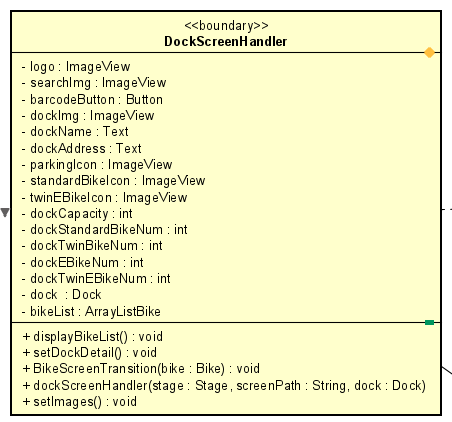 <<boundary>>
DockScreenHandler
- logo : ImageView
- searchImg : ImageView
- barcodeButton : Button
- dockImg : ImageView
- dockName : Text
- dockAddress : Text
- parkingIcon : ImageView
- standardBikeIcon : ImageView
- twinEBikeIcon : ImageView
- dockCapacity : int
- dockStandardBikeNum : int
- dockTwinBikeNum : int
- dockEBikeNum : int
- dockTwinEBikeNum : int
- dock : Dock
- bikeList : ArrayListBike
+ displayBikeList() : void
+ setDockDetail() : void
+ BikeScreenTransition(bike : Bike) : void
+ dockScreenHandler(stage : Stage, screenPath : String, dock : Dock)
+ setImages() : void